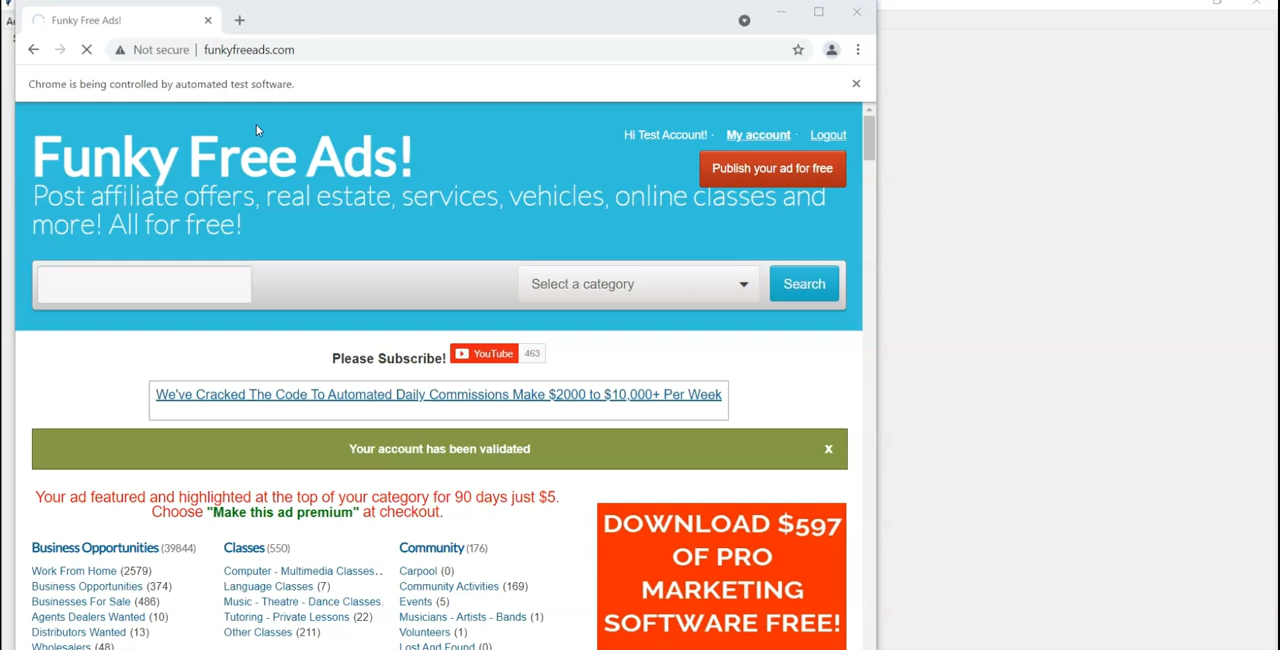 Funky Free Ads!
Not secure | funkyfreeads.com
Chrome is being controlled by automated test software.
Hi Test Account! · My account · Logout
Funky Free Ads!
Publish your ad for free
Post affiliate offers, real estate, services, vehicles, online classes and
more! All for free!
Select a category
Search
Please Subscribe! YouTube 463
We've Cracked The Code To Automated Daily Commissions Make $2000 to $10,000+ Per Week
Your account has been validated x
Your ad featured and highlighted at the top of your category for 90 days just $5.
Choose "Make this ad premium" at checkout.
Business Opportunities (39844)
Work From Home (2579)
Business Opportunities (374)
Businesses For Sale (486)
Agents Dealers Wanted (10)
Distributors Wanted (13)
Wholesalers (48)
Classes (550)
Computer - Multimedia Classes..
Language Classes (7)
Music - Theatre - Dance Classes
Tutoring - Private Lessons (22)
Other Classes (211)
Community (176)
Carpool (0)
Community Activities (169)
Events (5)
Musicians - Artists - Bands (1)
Volunteers (1)
Lost And Found (0)
DOWNLOAD $597
OF PRO
MARKETING
SOFTWARE FREE!